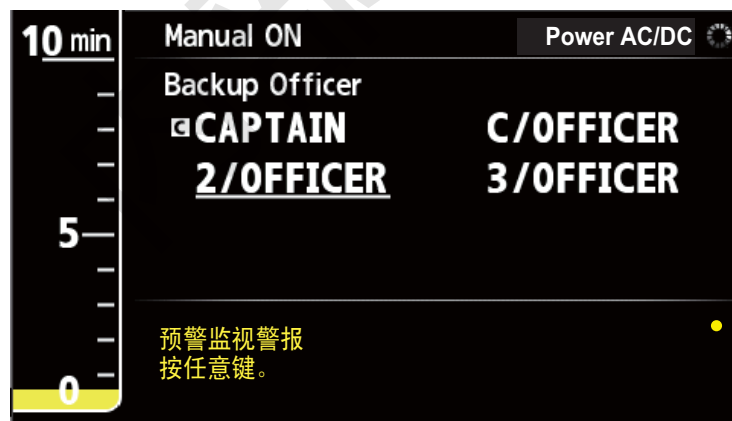 10 min
Manual ON Power AC/DC
Backup Officer
C CAPTAIN C/OFFICER
2/OFFICER 3/OFFICER
5
预警监视警报
按任意键。
0